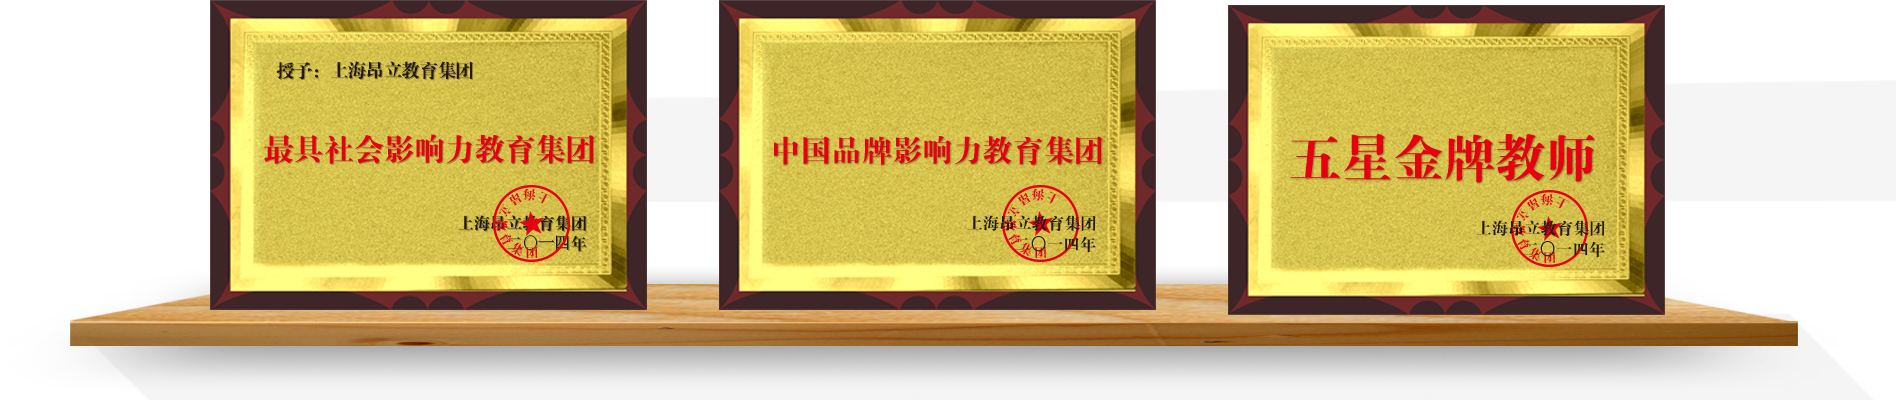 授予：上海昂立教育集团
最具社会影响力教育集团
上海昂立教育集团
二〇一四年
中国品牌影响力教育集团
上海昂立教育集团
二〇一四年
五星金牌教师
上海昂立教育集团
二〇一四年